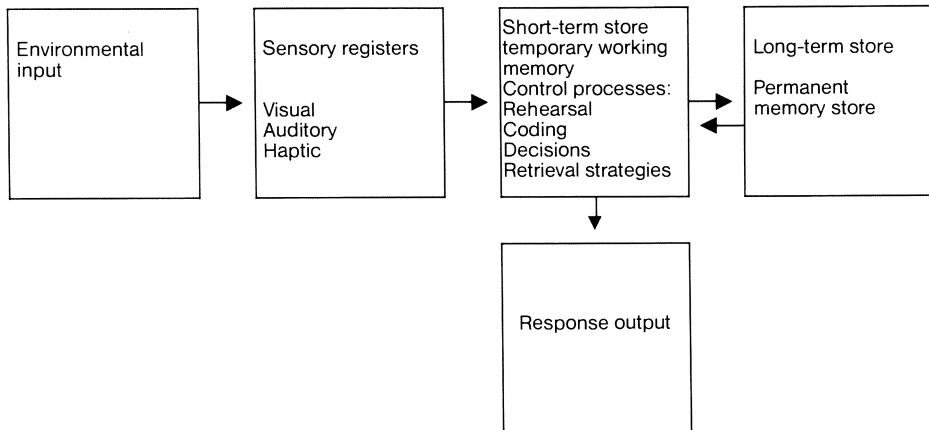 Environmental
input
Sensory registers
Visual
Auditory
Haptic
Short-term store
temporary working
memory
Control processes:
Rehearsal
Coding
Decisions
Retrieval strategies
Long-term store
Permanent
memory store
Response output